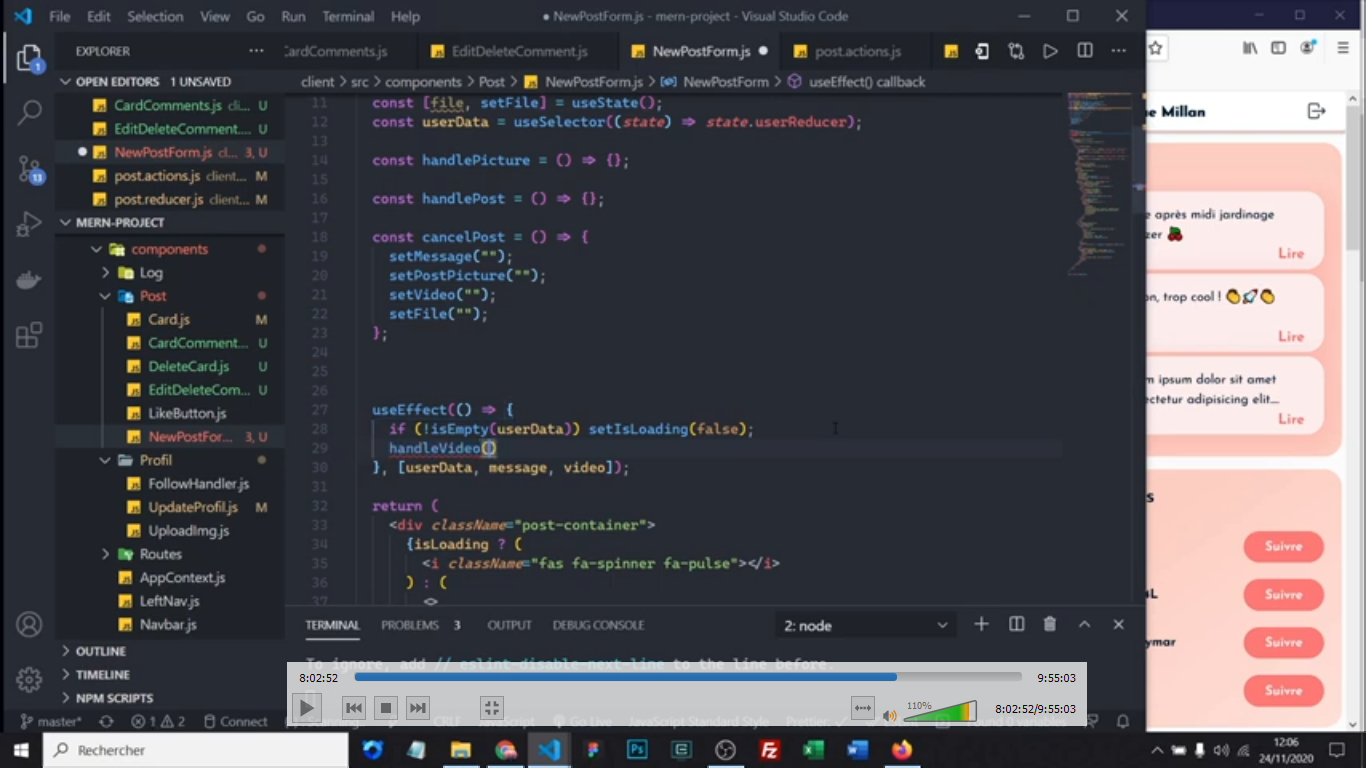 File Edit Selection View Go Run Terminal Help
● NewPostForm.js - mern-project - Visual Studio Code
EXPLORER
CardComments.js
EditDeleteComment.js
NewPostForm.js
post.actions.js
OPEN EDITORS 1 UNSAVED
client > src > components > Post > NewPostForm.js > NewPostForm > useEffect() callback
CardComments.js cli... U
EditDeleteComment.... U
NewPostForm.js cl... 3, U
post.actions.js client... M
post.reducer.js client... M
MERN-PROJECT
components
Log
Post
Card.js M
CardComment... U
DeleteCard.js U
EditDeleteCom... U
LikeButton.js
NewPostFor... 3, U
Profil
FollowHandler.js
UpdateProfil.js M
UploadImg.js
Routes
AppContext.js
LeftNav.js
Navbar.js
OUTLINE
TIMELINE
NPM SCRIPTS
11 const [file, setFile] = useState();
12 const userData = useSelector((state) => state.userReducer);
13
14 const handlePicture = () => {};
15
16 const handlePost = () => {};
17
18 const cancelPost = () => {
19 setMessage("");
20 setPostPicture("");
21 setVideo("");
22 setFile("");
23 };
24
25
26
27 useEffect(() => {
28 if (!isEmpty(userData)) setIsLoading(false);
29 handleVideo()
30 }, [userData, message, video]);
31
32 return (
33 <div className="post-container">
34 {isLoading ? (
35 <i className="fas fa-spinner fa-pulse"></i>
36 ) : (
37 <>
TERMINAL PROBLEMS 3 OUTPUT DEBUG CONSOLE 2: node
To ignore, add // eslint-disable-next-line to the line before.
8:02:52 9:55:03
110% 8:02:52/9:55:03
master* 1 2 Connect CRLF JavaScript Go Live JavaScript Standard Style Prettier: ✓ Found 0 variables
Millan
après midi jardinage
Lire
on, trop cool !
Lire
ipsum dolor sit amet
adipisicing elit...
Lire
Suivre
Suivre
Suivre
Suivre
1
13
Rechercher
12:06
24/11/2020